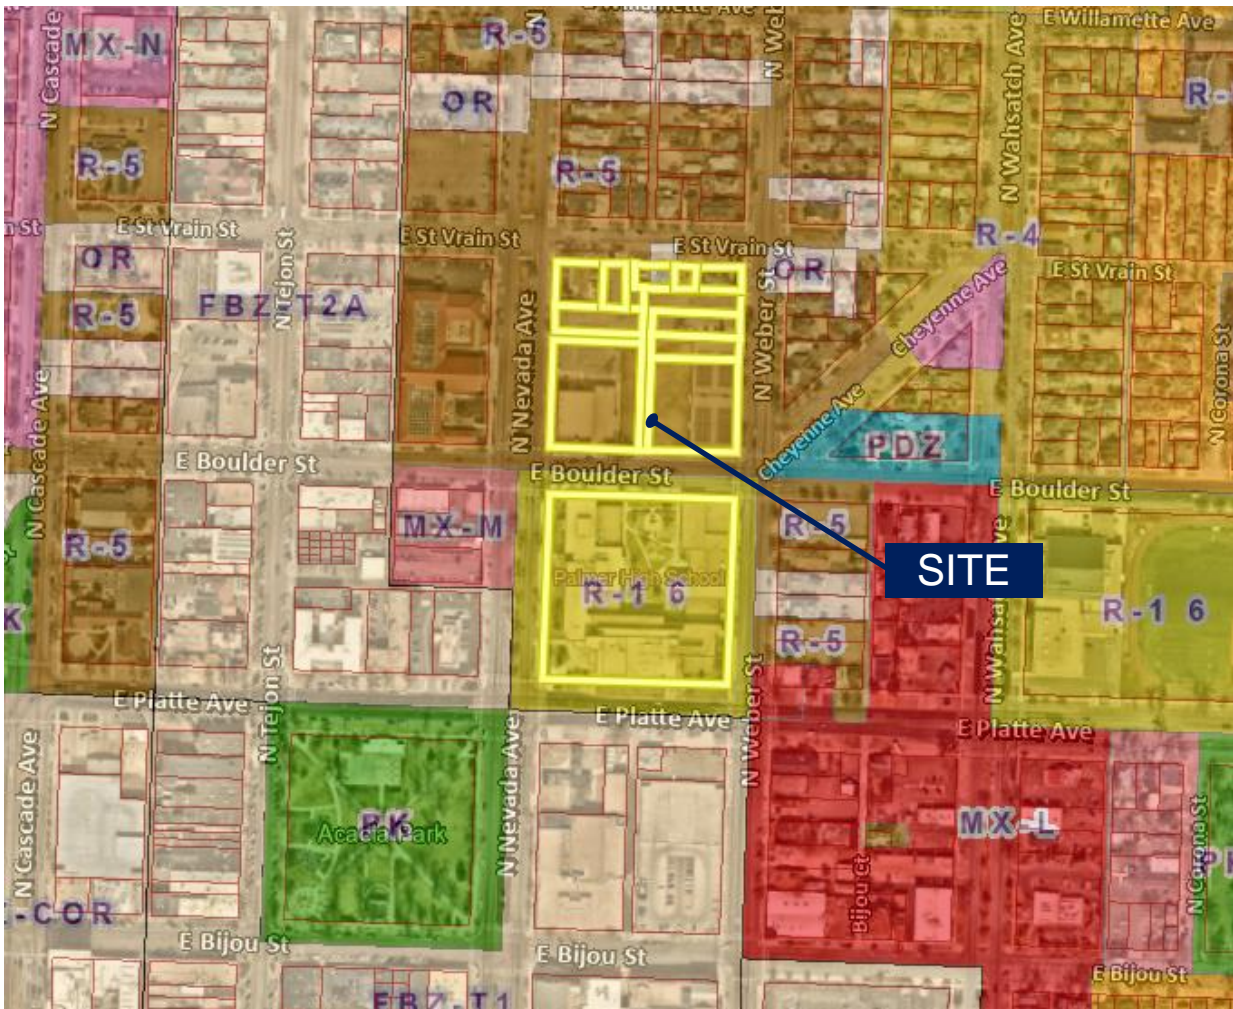 E Willamette Ave
E Willamette Ave
N Cascade
MX-N
R-5
N Web
N Wahsatch Ave
OR
R-
R-5
R-5
E St Vrain St
E St Vrain St
E St Vrain St
n St
R-4
OR
OR
E St Vrain St
N Tejon St
Cheyenne Ave
R-5
FBZ-T2A
N Nevada Ave
N Weber St
N Corona St
N Cascade Ave
Cheyenne Ave
PDZ
E Boulder St
E Boulder St
E Boulder St
R-5
MX-M
R-5
SITE
Palmer High School
R-1 6
R-1 6
K
R-5
N Wahsa
ve
N Tejon St
N Weber St
E Platte Ave
E Platte Ave
E Platte Ave
N Cascade Ave
N Nevada Ave
PK
Acacia Park
MX-L
N Corona St
Bijou Ct
-COR
E Bijou St
E Bijou St
E Bijou St
FBZ-T1